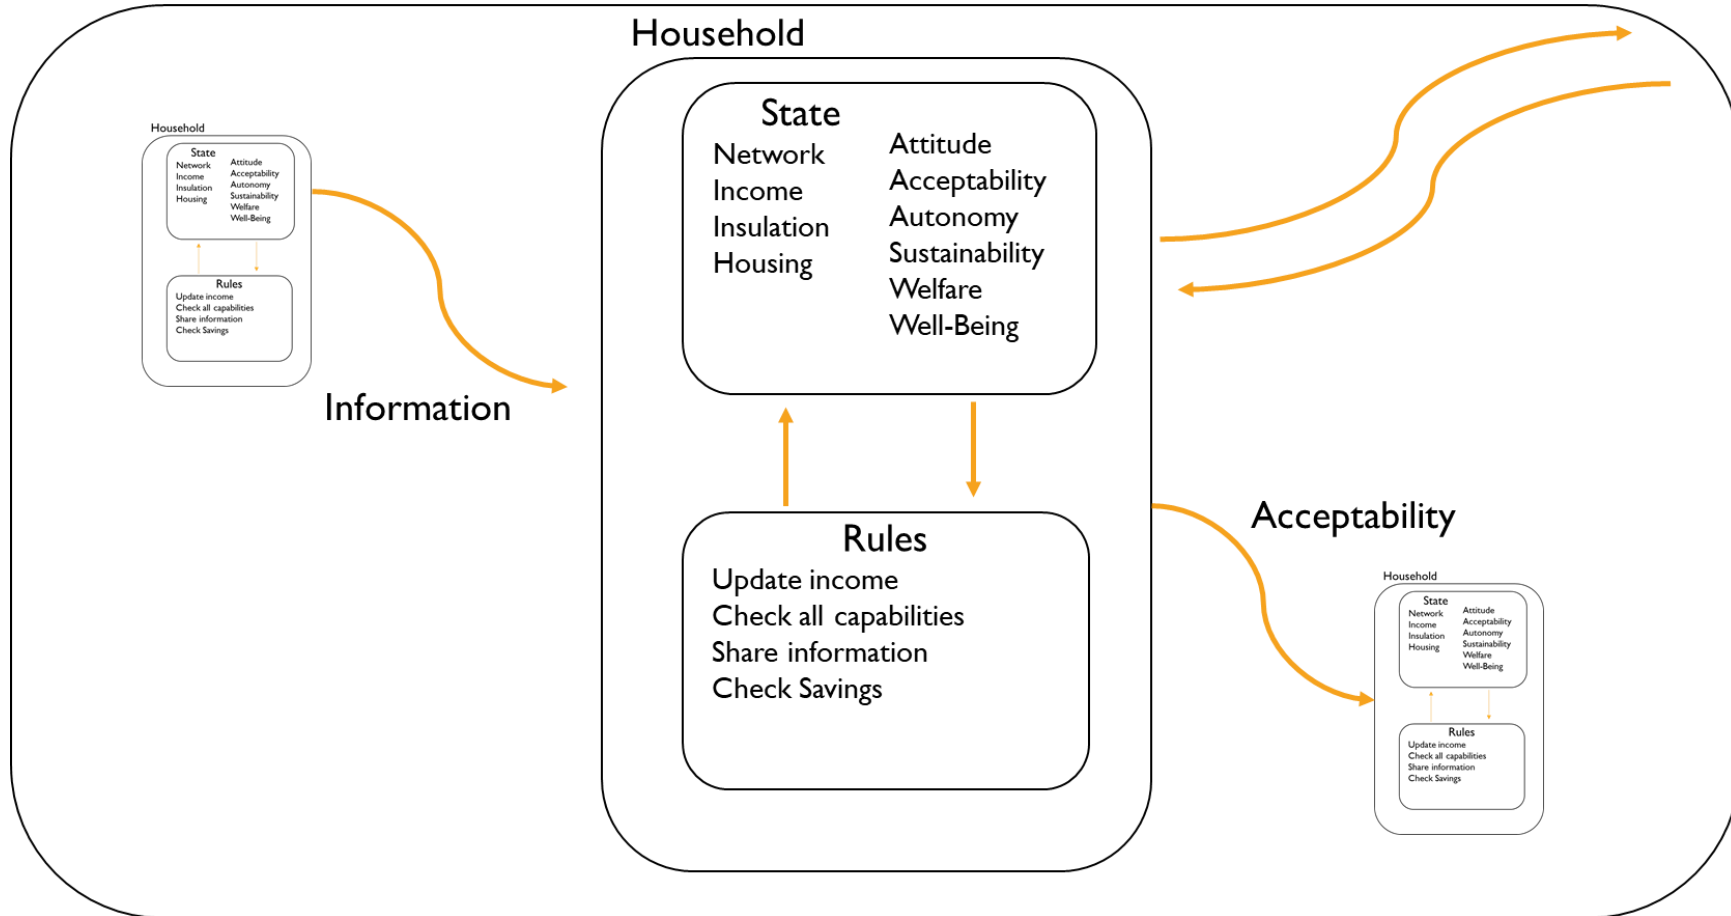 Household
State
Network
Income
Insulation
Housing
Attitude
Acceptability
Autonomy
Sustainability
Welfare
Well-Being
Rules
Update income
Check all capabilities
Share information
Check Savings
Household
State
Network
Income
Insulation
Housing
Attitude
Acceptability
Autonomy
Sustainability
Welfare
Well-Being
Rules
Update income
Check all capabilities
Share information
Check Savings
Information
Acceptability
Household
State
Network
Income
Insulation
Housing
Attitude
Acceptability
Autonomy
Sustainability
Welfare
Well-Being
Rules
Update income
Check all capabilities
Share information
Check Savings